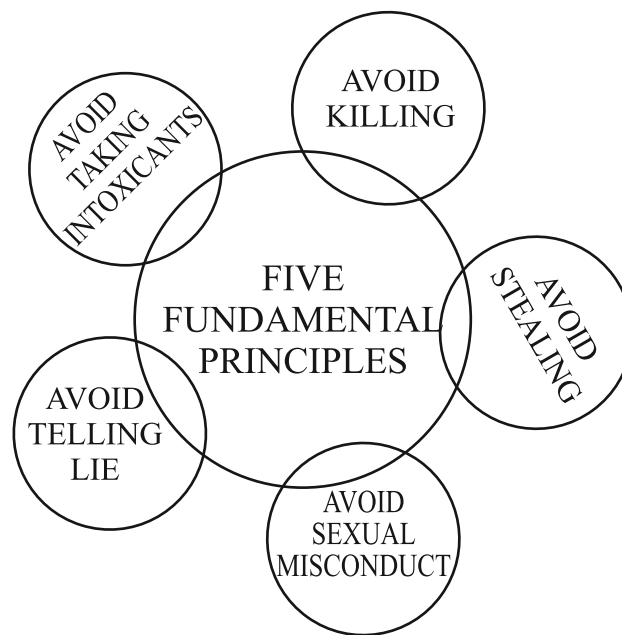 AVOID
KILLING
AVOID
TAKING
INTOXICANTS
FIVE
FUNDAMENTAL
PRINCIPLES
AVOID
STEALING
AVOID
TELLING
LIE
AVOID
SEXUAL
MISCONDUCT